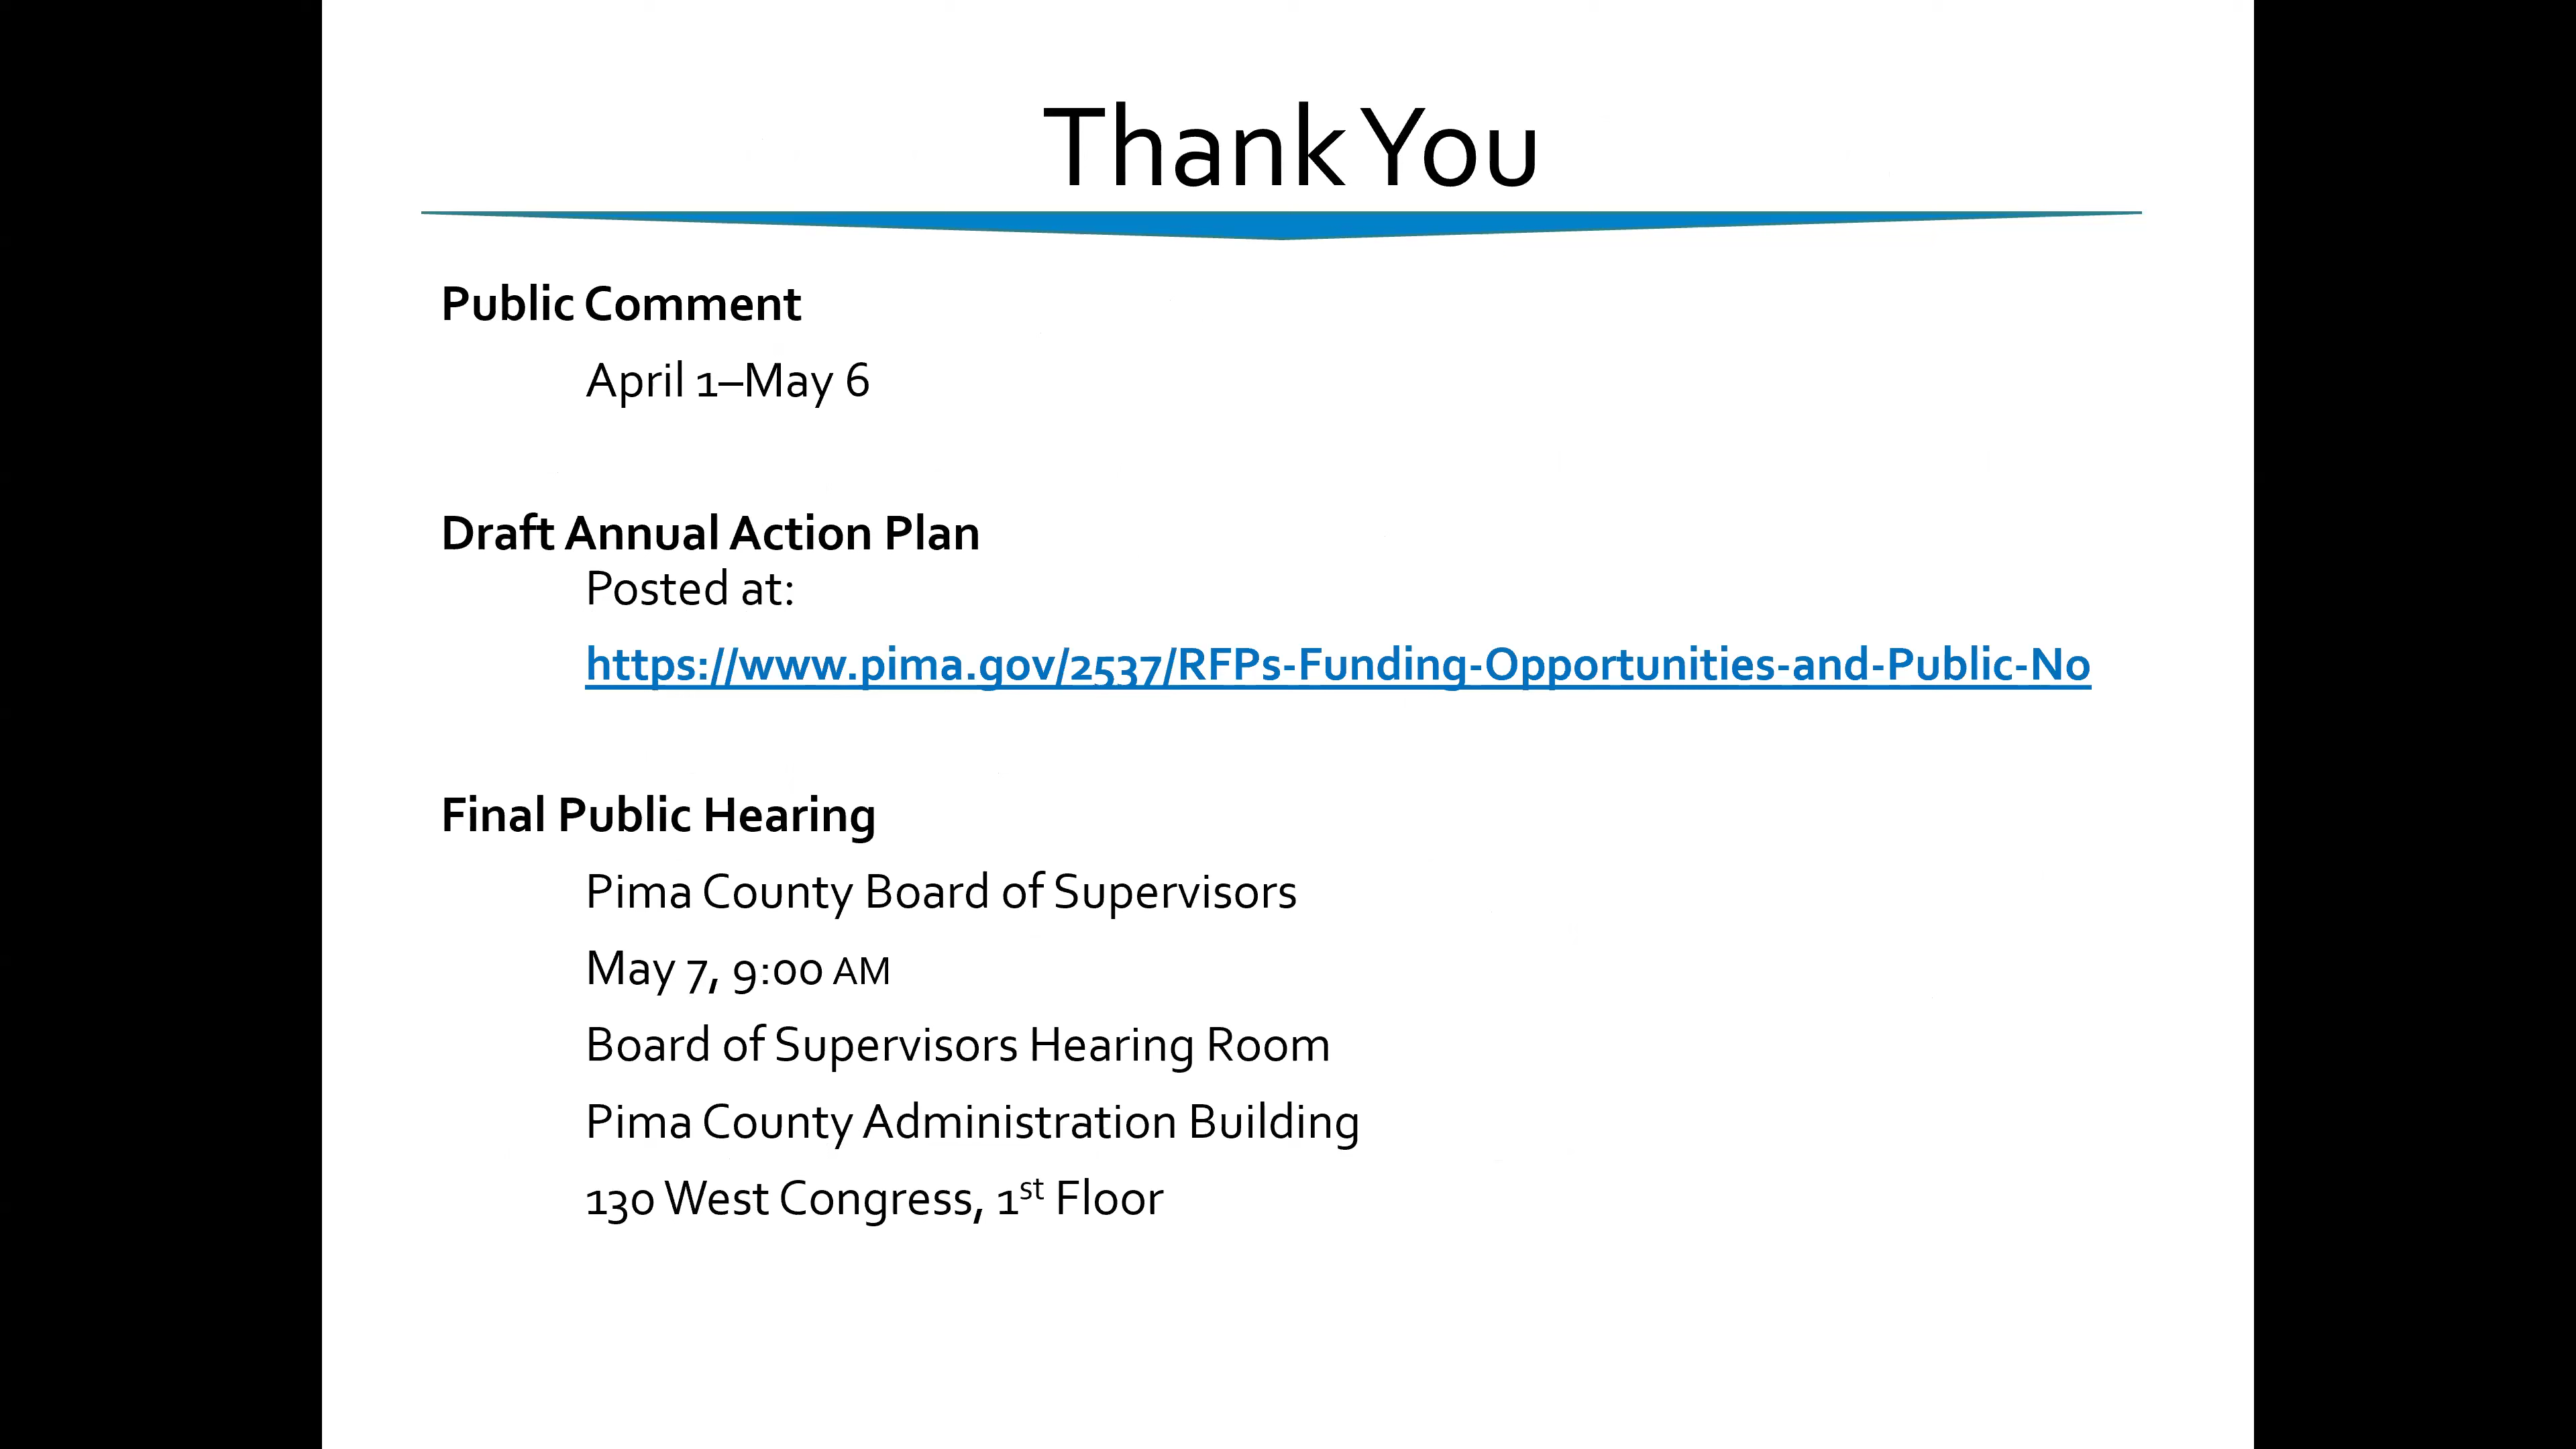 Thank You
Public Comment
April 1–May 6
Draft Annual Action Plan
Posted at:
https://www.pima.gov/2537/RFPs-Funding-Opportunities-and-Public-No
Final Public Hearing
Pima County Board of Supervisors
May 7, 9:00 AM
Board of Supervisors Hearing Room
Pima County Administration Building
130 West Congress, 1st Floor